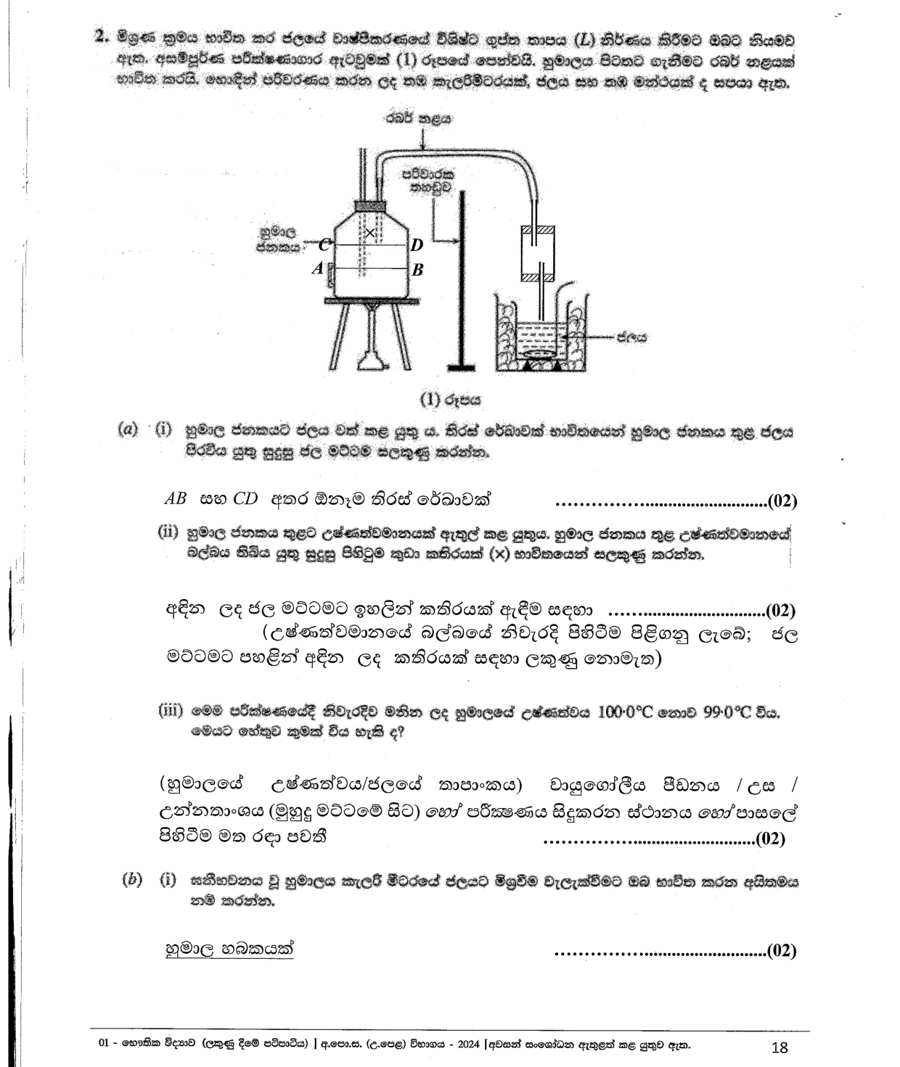 2. මිශ්‍රණ ක්‍රමය භාවිත කර ජලයේ වාෂ්පීකරණයේ විශිෂ්ට ගුප්ත තාපය (L) නිර්ණය කිරීමට ඔබට නියමව
ඇත. අසම්පූර්ණ පරීක්ෂණාගාර ඇටවුමක් (1) රූපයේ පෙන්වයි. හුමාලය පිටතට ගැනීමට රබර් නළයක්
භාවිත කරයි. හොඳින් පරිවරණය කරන ලද තඹ කැලරිමීටරයක්, ජලය සහ තඹ මන්ථයක් ද සපයා ඇත.
රබර් නළය
පරිවාරක
තහඩුව
හුමාල
ජනකය
C
D
A
B
ජලය
(1) රූපය
(a) (i) හුමාල ජනකයට ජලය වත් කළ යුතු ය. තිරස් රේඛාවක් භාවිතයෙන් හුමාල ජනකය තුළ ජලය
පිරවිය යුතු සුදුසු ජල මට්ටම සලකුණු කරන්න.
AB සහ CD අතර ඕනෑම තිරස් රේඛාවක් ..........................................(02)
(ii) හුමාල ජනකය තුළට උෂ්ණත්වමානයක් ඇතුල් කළ යුතුය. හුමාල ජනකය තුළ උෂ්ණත්වමානයේ
බල්බය තිබිය යුතු සුදුසු පිහිටුම කුඩා කතිරයක් (×) භාවිතයෙන් සලකුණු කරන්න.
අඳින ලද ජල මට්ටමට ඉහලින් කතිරයක් ඇඳීම සඳහා ..........................................(02)
(උෂ්ණත්වමානයේ බල්බයේ නිවැරදි පිහිටීම පිළිගනු ලැබේ; ජල
මට්ටමට පහළින් අඳින ලද කතිරයක් සඳහා ලකුණු නොමැත)
(iii) මෙම පරීක්ෂණයේදී නිවැරදිව මනින ලද හුමාලයේ උෂ්ණත්වය 100·0°C නොව 99·0°C විය.
මෙයට හේතුව කුමක් විය හැකි ද?
(හුමාලයේ උෂ්ණත්වය/ජලයේ තාපාංකය) වායුගෝලීය පීඩනය / උස /
උන්නතාංශය (මුහුදු මට්ටමේ සිට) හෝ පරීක්‍ෂණය සිදුකරන ස්ථානය හෝ පාසලේ
පිහිටීම මත රඳා පවතී ..........................................(02)
(b) (i) ඝනීභවනය වූ හුමාලය කැලරි මීටරයේ ජලයට මිශ්‍රවීම වැලැක්වීමට ඔබ භාවිත කරන අයිතමය
නම් කරන්න.
හුමාල හබකයක් ..........................................(02)
01 - භෞතික විද්‍යාව (ලකුණු දීමේ පටිපාටිය) | අ.පො.ස. (උ.පෙළ) විභාගය - 2024 | අවසන් සංශෝධන ඇතුළත් කළ යුතුව ඇත.
18